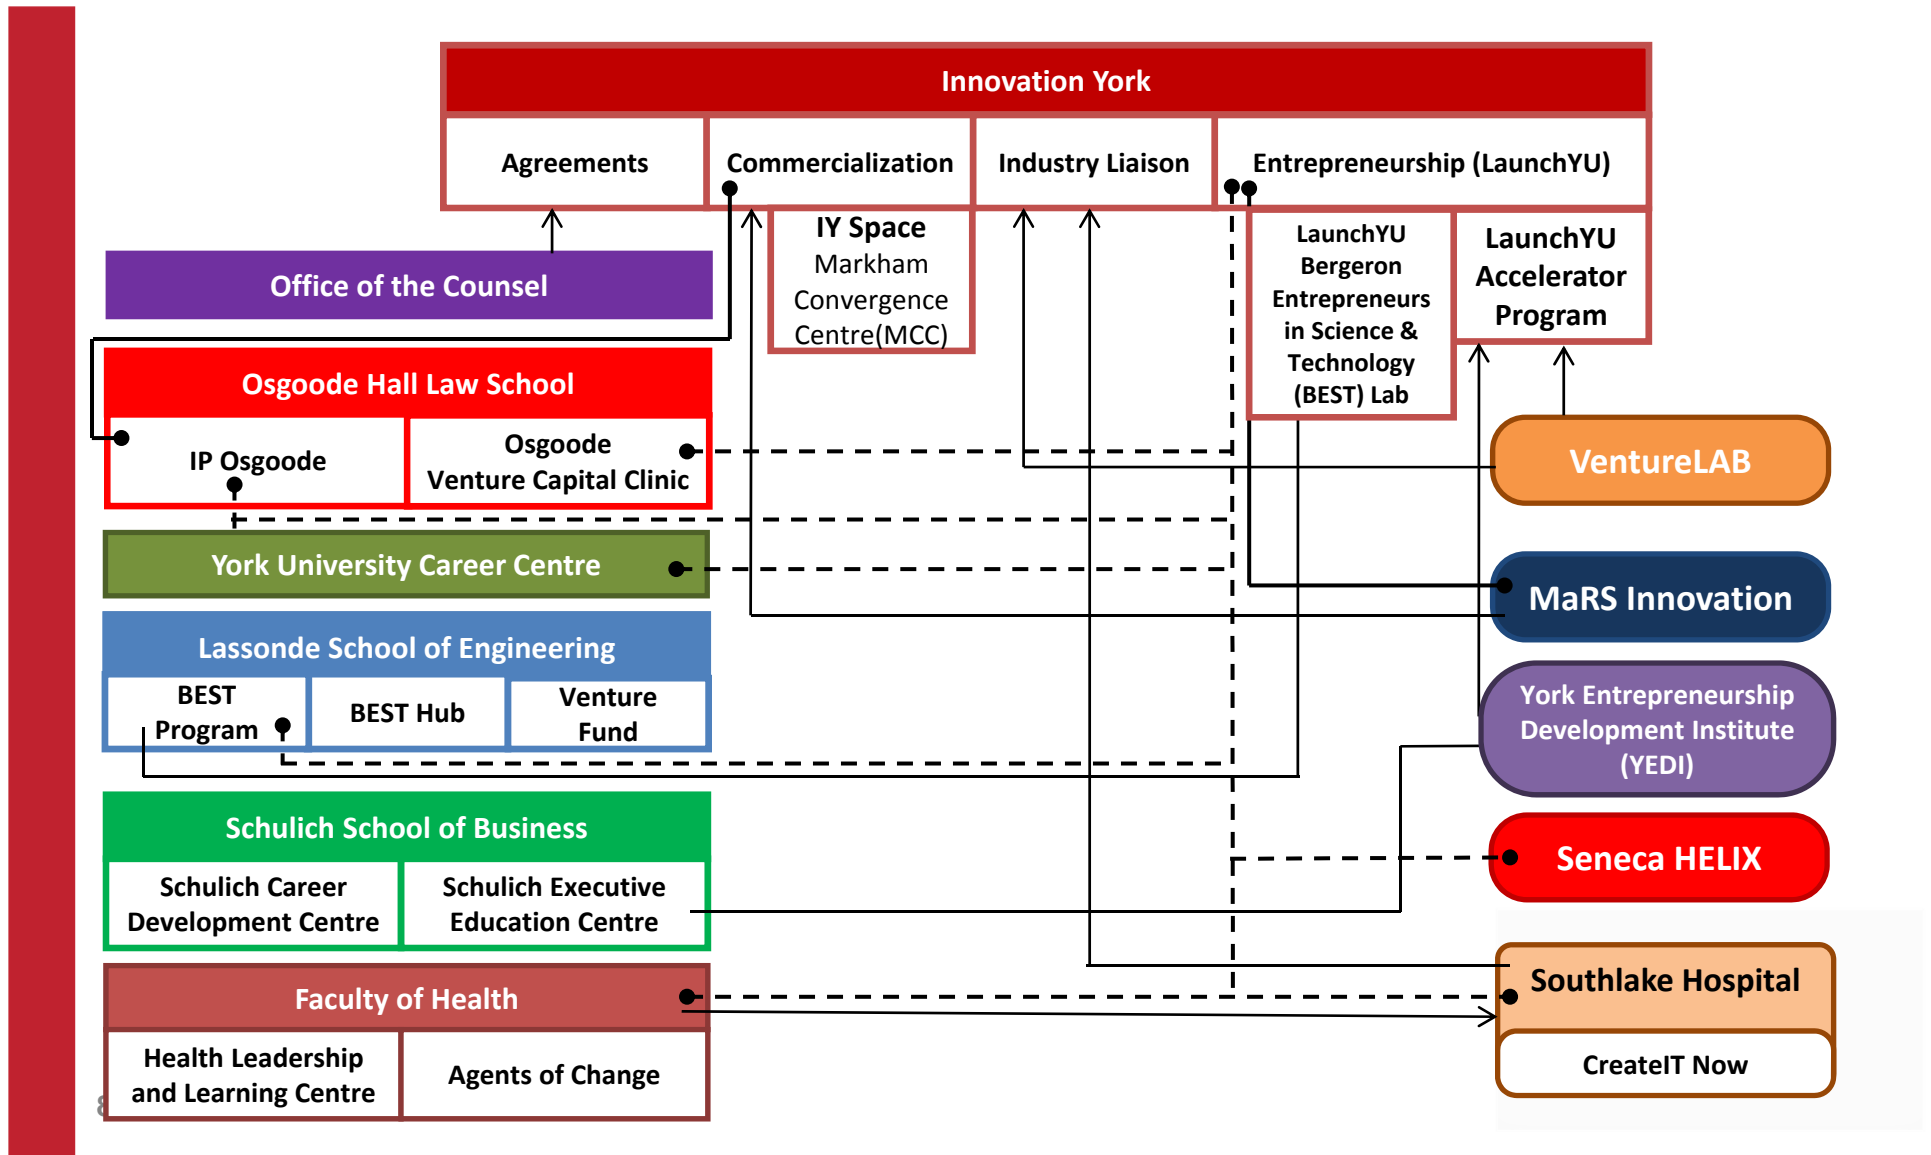 Innovation York
Agreements
Commercialization
Industry Liaison
Entrepreneurship (LaunchYU)
IY Space
Markham
Convergence
Centre(MCC)
LaunchYU
Bergeron
Entrepreneurs
in Science &
Technology
(BEST) Lab
LaunchYU
Accelerator
Program
Office of the Counsel
Osgoode Hall Law School
IP Osgoode
Osgoode
Venture Capital Clinic
York University Career Centre
Lassonde School of Engineering
BEST
Program
BEST Hub
Venture
Fund
Schulich School of Business
Schulich Career
Development Centre
Schulich Executive
Education Centre
Faculty of Health
Health Leadership
and Learning Centre
Agents of Change
VentureLAB
MaRS Innovation
York Entrepreneurship
Development Institute
(YEDI)
Seneca HELIX
Southlake Hospital
CreateIT Now